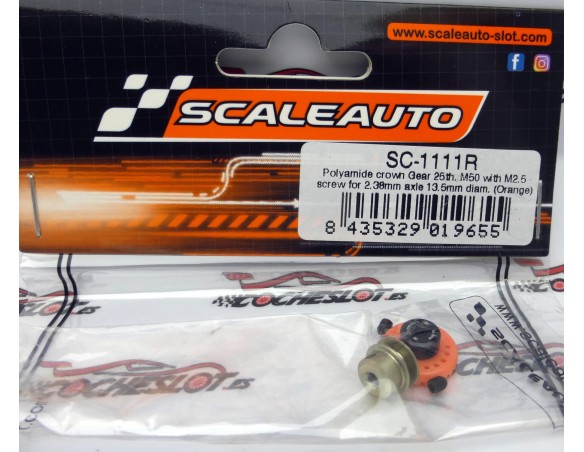 www.scaleauto-slot.com
SCALEAUTO
SC-1111R
Polyamide crown Gear 26th. M50 with M2.5
screw for 2.38mm axle 13.5mm diam. (Orange)
8 435329 019655
COCHESLOT.ES
COCHESLOT.ES